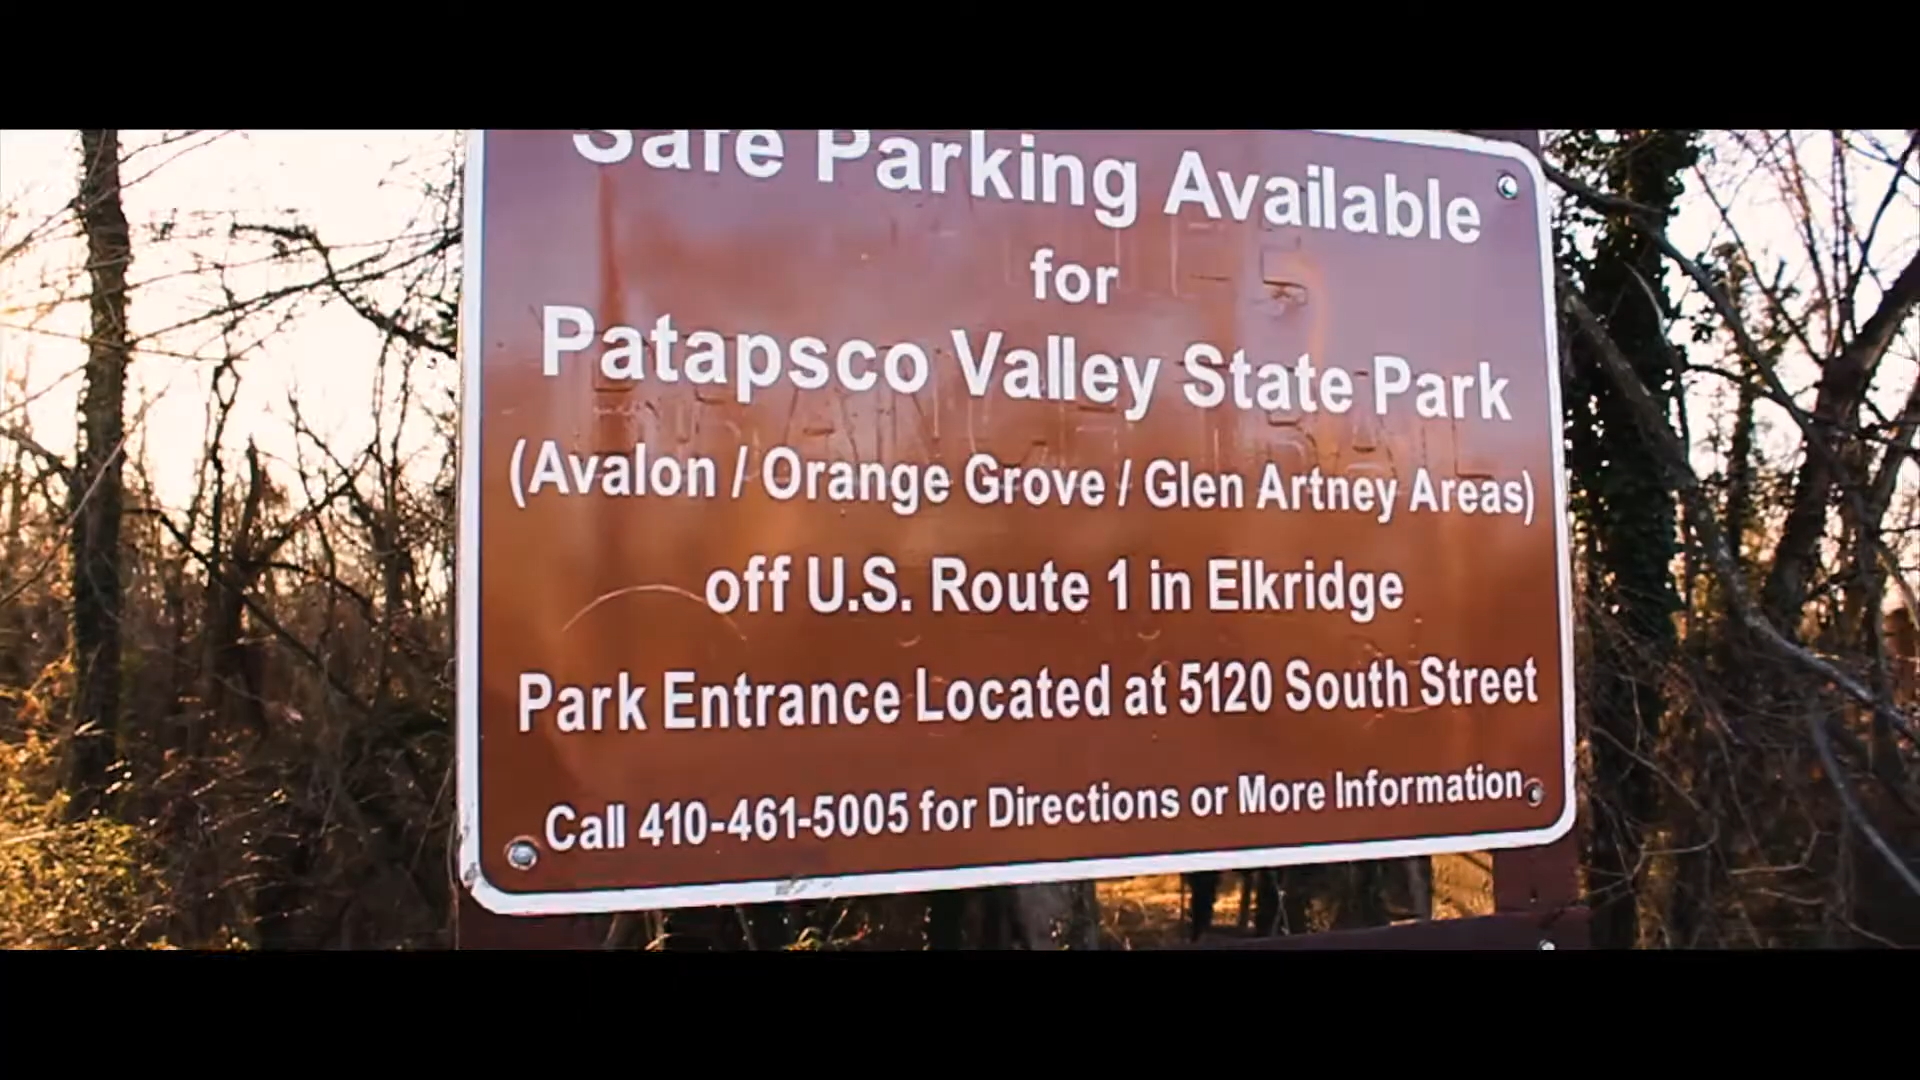 Safe Parking Available
for
Patapsco Valley State Park
(Avalon / Orange Grove / Glen Artney Areas)
off U.S. Route 1 in Elkridge
Park Entrance Located at 5120 South Street
Call 410-461-5005 for Directions or More Information